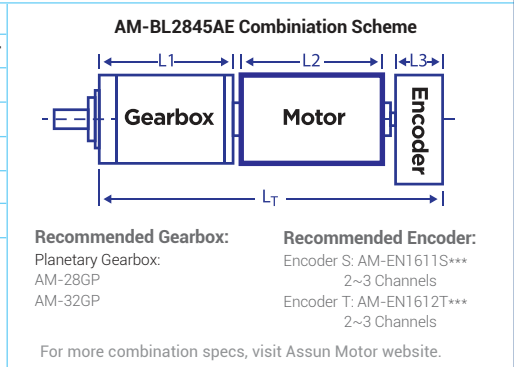 AM-BL2845AE Combiniation Scheme
L1
L2
L3
Gearbox
Motor
Encoder
LT
Recommended Gearbox:
Planetary Gearbox:
AM-28GP
AM-32GP
Recommended Encoder:
Encoder S: AM-EN1611S***
2~3 Channels
Encoder T: AM-EN1612T***
2~3 Channels
For more combination specs, visit Assun Motor website.